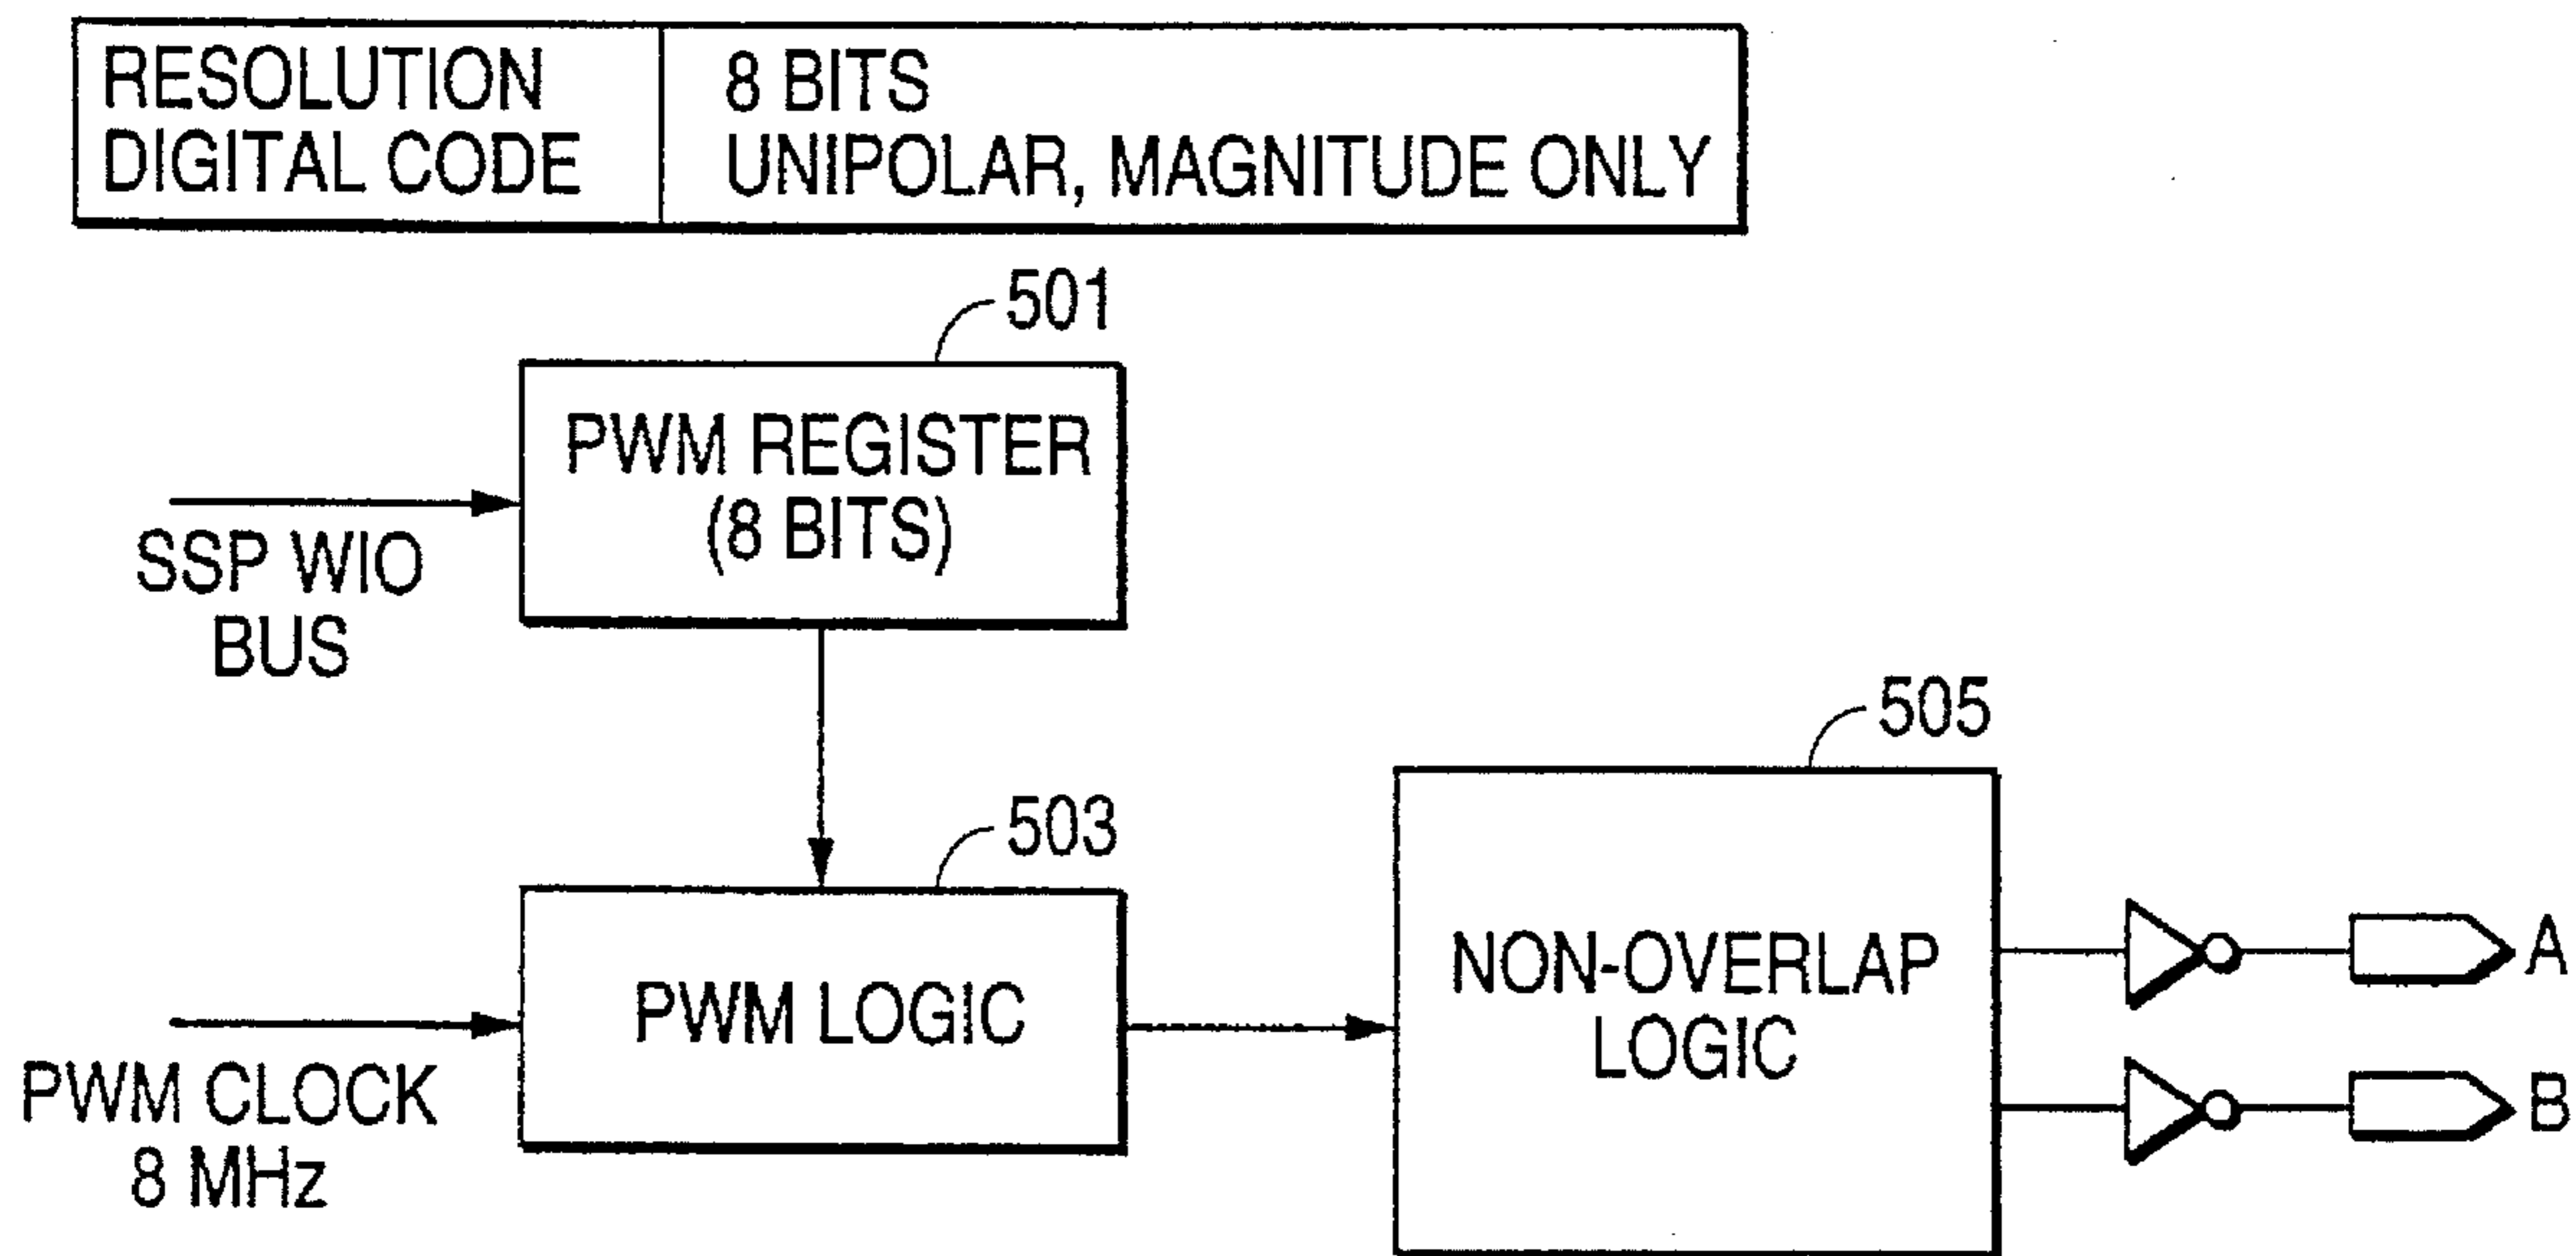 RESOLUTION 8 BITS
DIGITAL CODE UNIPOLAR, MAGNITUDE ONLY
501
PWM REGISTER
(8 BITS)
SSP WIO
BUS
505
503
PWM LOGIC
NON-OVERLAP
LOGIC
A
B
PWM CLOCK
8 MHz